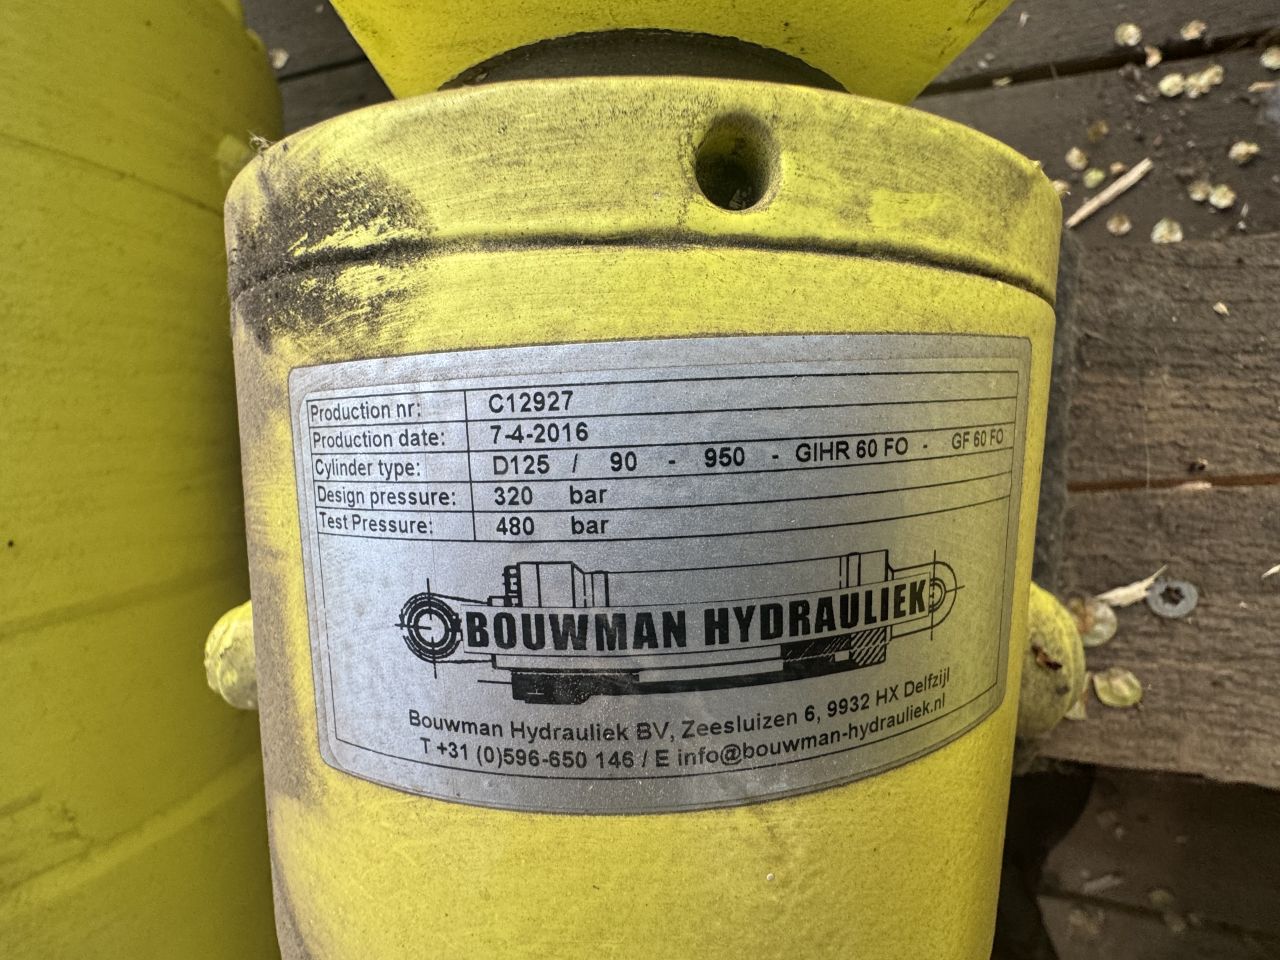 Production nr: C12927
Production date: 7-4-2016
Cylinder type: D125 / 90 - 950 - GIHR 60 FO - GF 60 FO
Design pressure: 320 bar
Test Pressure: 480 bar
BOUWMAN HYDRAULIEK
Bouwman Hydrauliek BV, Zeesluizen 6, 9932 HX Delfzijl
T +31 (0)596-650 146 / E info@bouwman-hydrauliek.nl